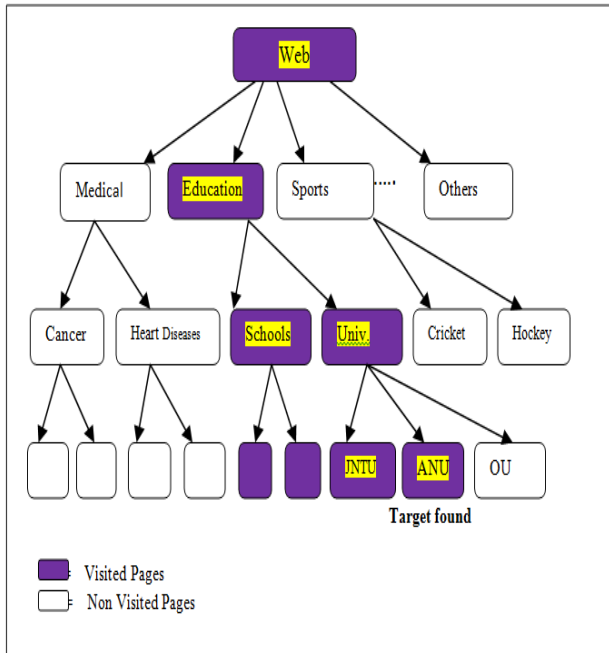 Web
Medical
Education
Sports
.....
Others
Cancer
Heart Diseases
Schools
Univ.
Cricket
Hockey
JNTU
ANU
OU
Target found
= Visited Pages
= Non Visited Pages